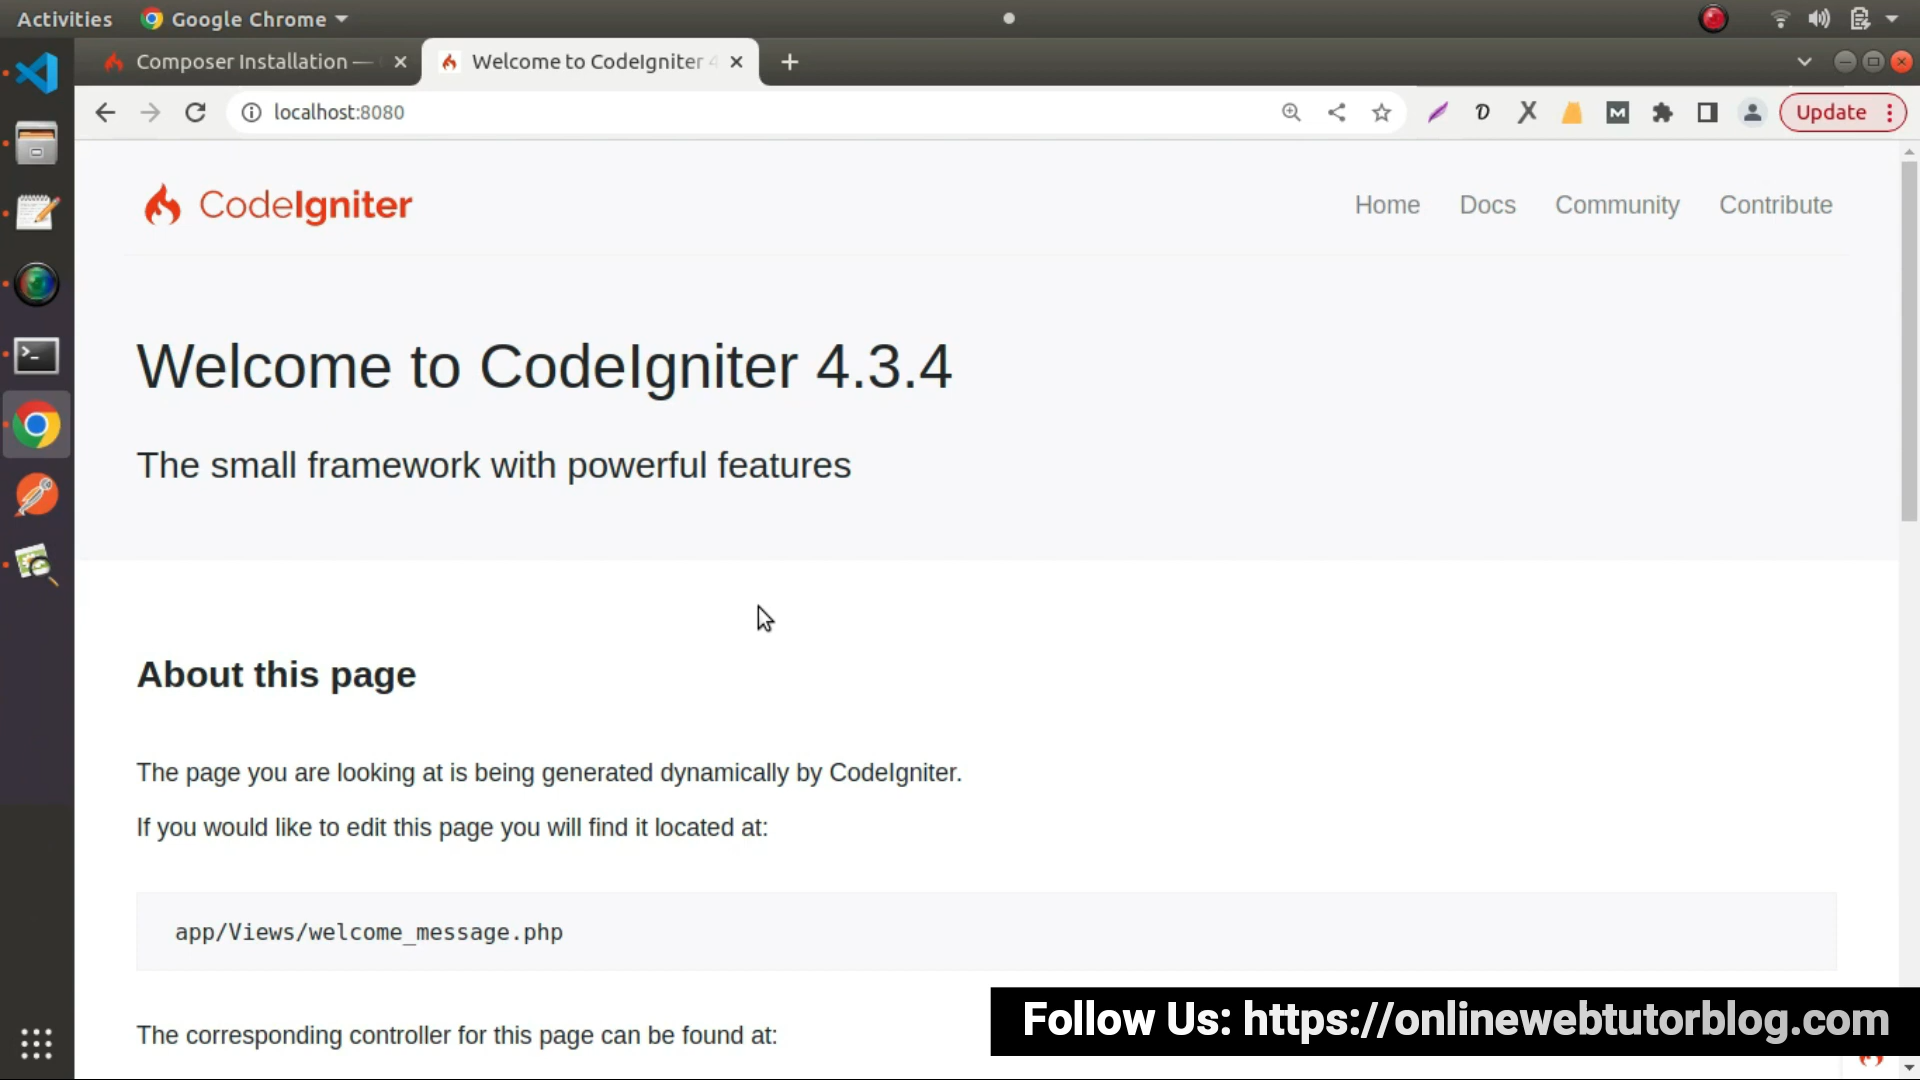 Activities
Google Chrome
Composer Installation —
Welcome to CodeIgniter 4
localhost:8080
Update
CodeIgniter
Home
Docs
Community
Contribute
Welcome to CodeIgniter 4.3.4
The small framework with powerful features
About this page
The page you are looking at is being generated dynamically by CodeIgniter.
If you would like to edit this page you will find it located at:
app/Views/welcome_message.php
The corresponding controller for this page can be found at:
Follow Us: https://onlinewebtutorblog.com